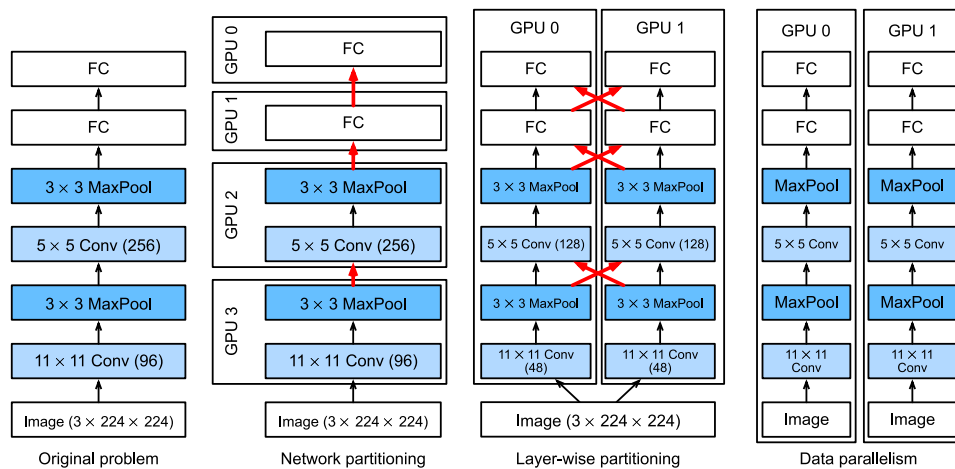 FC
FC
3 × 3 MaxPool
5 × 5 Conv (256)
3 × 3 MaxPool
11 × 11 Conv (96)
Image (3 × 224 × 224)
Original problem
GPU 0
FC
GPU 1
FC
GPU 2
3 × 3 MaxPool
5 × 5 Conv (256)
GPU 3
3 × 3 MaxPool
11 × 11 Conv (96)
Image (3 × 224 × 224)
Network partitioning
GPU 0
FC
FC
3 × 3 MaxPool
5 × 5 Conv (128)
3 × 3 MaxPool
11 × 11 Conv
(48)
GPU 1
FC
FC
3 × 3 MaxPool
5 × 5 Conv (128)
3 × 3 MaxPool
11 × 11 Conv
(48)
Image (3 × 224 × 224)
Layer-wise partitioning
GPU 0
FC
FC
MaxPool
5 × 5 Conv
MaxPool
11 × 11
Conv
Image
GPU 1
FC
FC
MaxPool
5 × 5 Conv
MaxPool
11 × 11
Conv
Image
Data parallelism